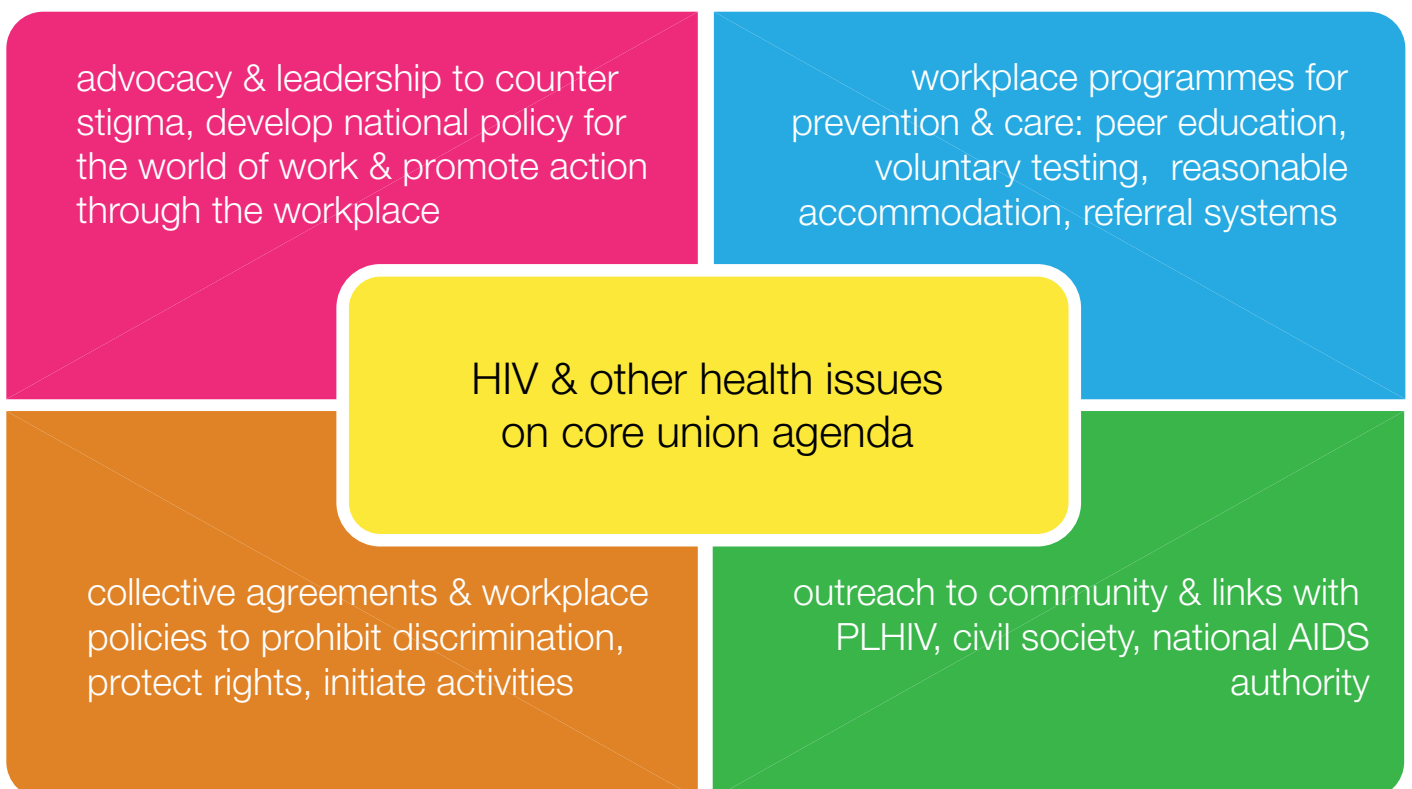 advocacy & leadership to counter
stigma, develop national policy for
the world of work & promote action
through the workplace
workplace programmes for
prevention & care: peer education,
voluntary testing, reasonable
accommodation, referral systems
HIV & other health issues
on core union agenda
collective agreements & workplace
policies to prohibit discrimination,
protect rights, initiate activities
outreach to community & links with
PLHIV, civil society, national AIDS
authority